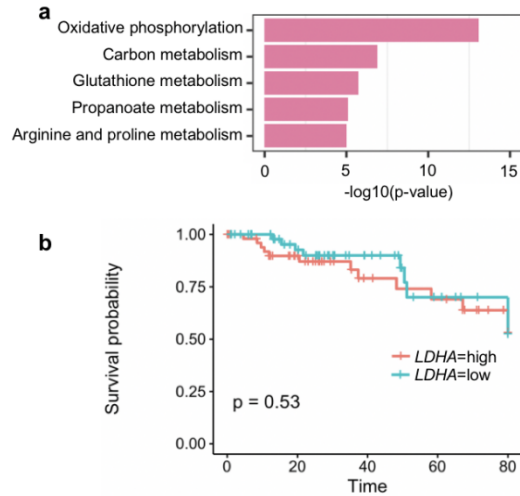 a
Oxidative phosphorylation
Carbon metabolism
Glutathione metabolism
Propanoate metabolism
Arginine and proline metabolism
0 5 10 15
-log10(p-value)
b
Survival probability
1.00
0.75
0.50
0.25
0.00
LDHA=high
LDHA=low
p = 0.53
0 20 40 60 80
Time